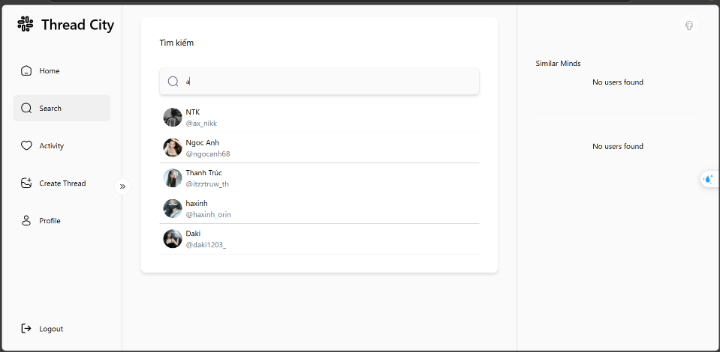 Thread City
Home
Search
Activity
Create Thread
Profile
Logout
Tìm kiếm
a
NTK
@ax_nikk
Ngoc Anh
@ngocanh68
Thanh Trúc
@itzztruw_th
haxinh
@haxinh_orin
Daki
@daki1203_
Similar Minds
No users found
No users found